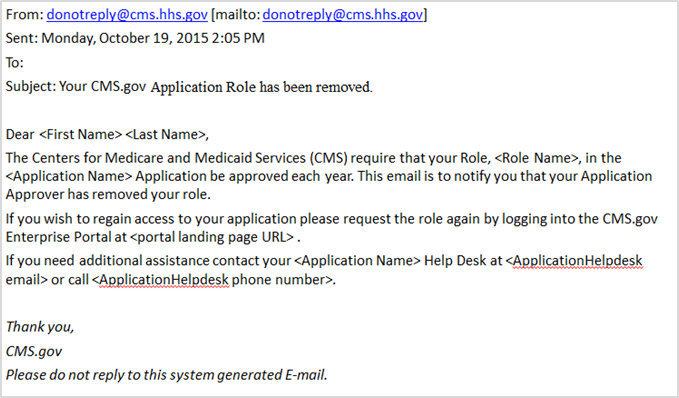 From: donotreply@cms.hhs.gov [mailto: donotreply@cms.hhs.gov]
Sent: Monday, October 19, 2015 2:05 PM
To:
Subject: Your CMS.gov Application Role has been removed.
Dear <First Name> <Last Name>,
The Centers for Medicare and Medicaid Services (CMS) require that your Role, <Role Name>, in the
<Application Name> Application be approved each year. This email is to notify you that your Application
Approver has removed your role.
If you wish to regain access to your application please request the role again by logging into the CMS.gov
Enterprise Portal at <portal landing page URL> .
If you need additional assistance contact your <Application Name> Help Desk at <ApplicationHelpdesk
email> or call <ApplicationHelpdesk phone number>.
Thank you,
CMS.gov
Please do not reply to this system generated E-mail.